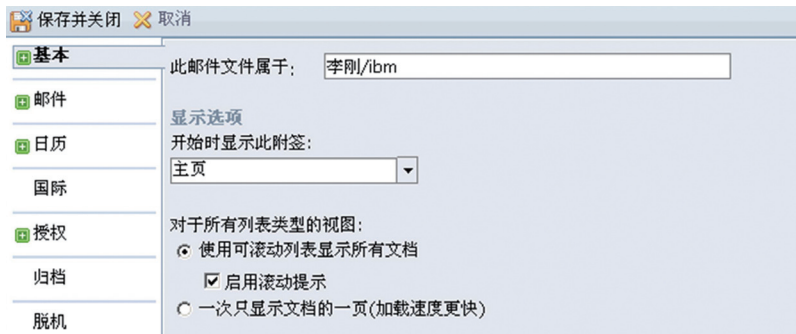 保存并关闭 取消
基本
邮件
日历
国际
授权
归档
脱机
此邮件文件属于: 李刚/ibm
显示选项
开始时显示此附签:
主页
对于所有列表类型的视图:
使用可滚动列表显示所有文档
启用滚动提示
一次只显示文档的一页(加载速度更快)